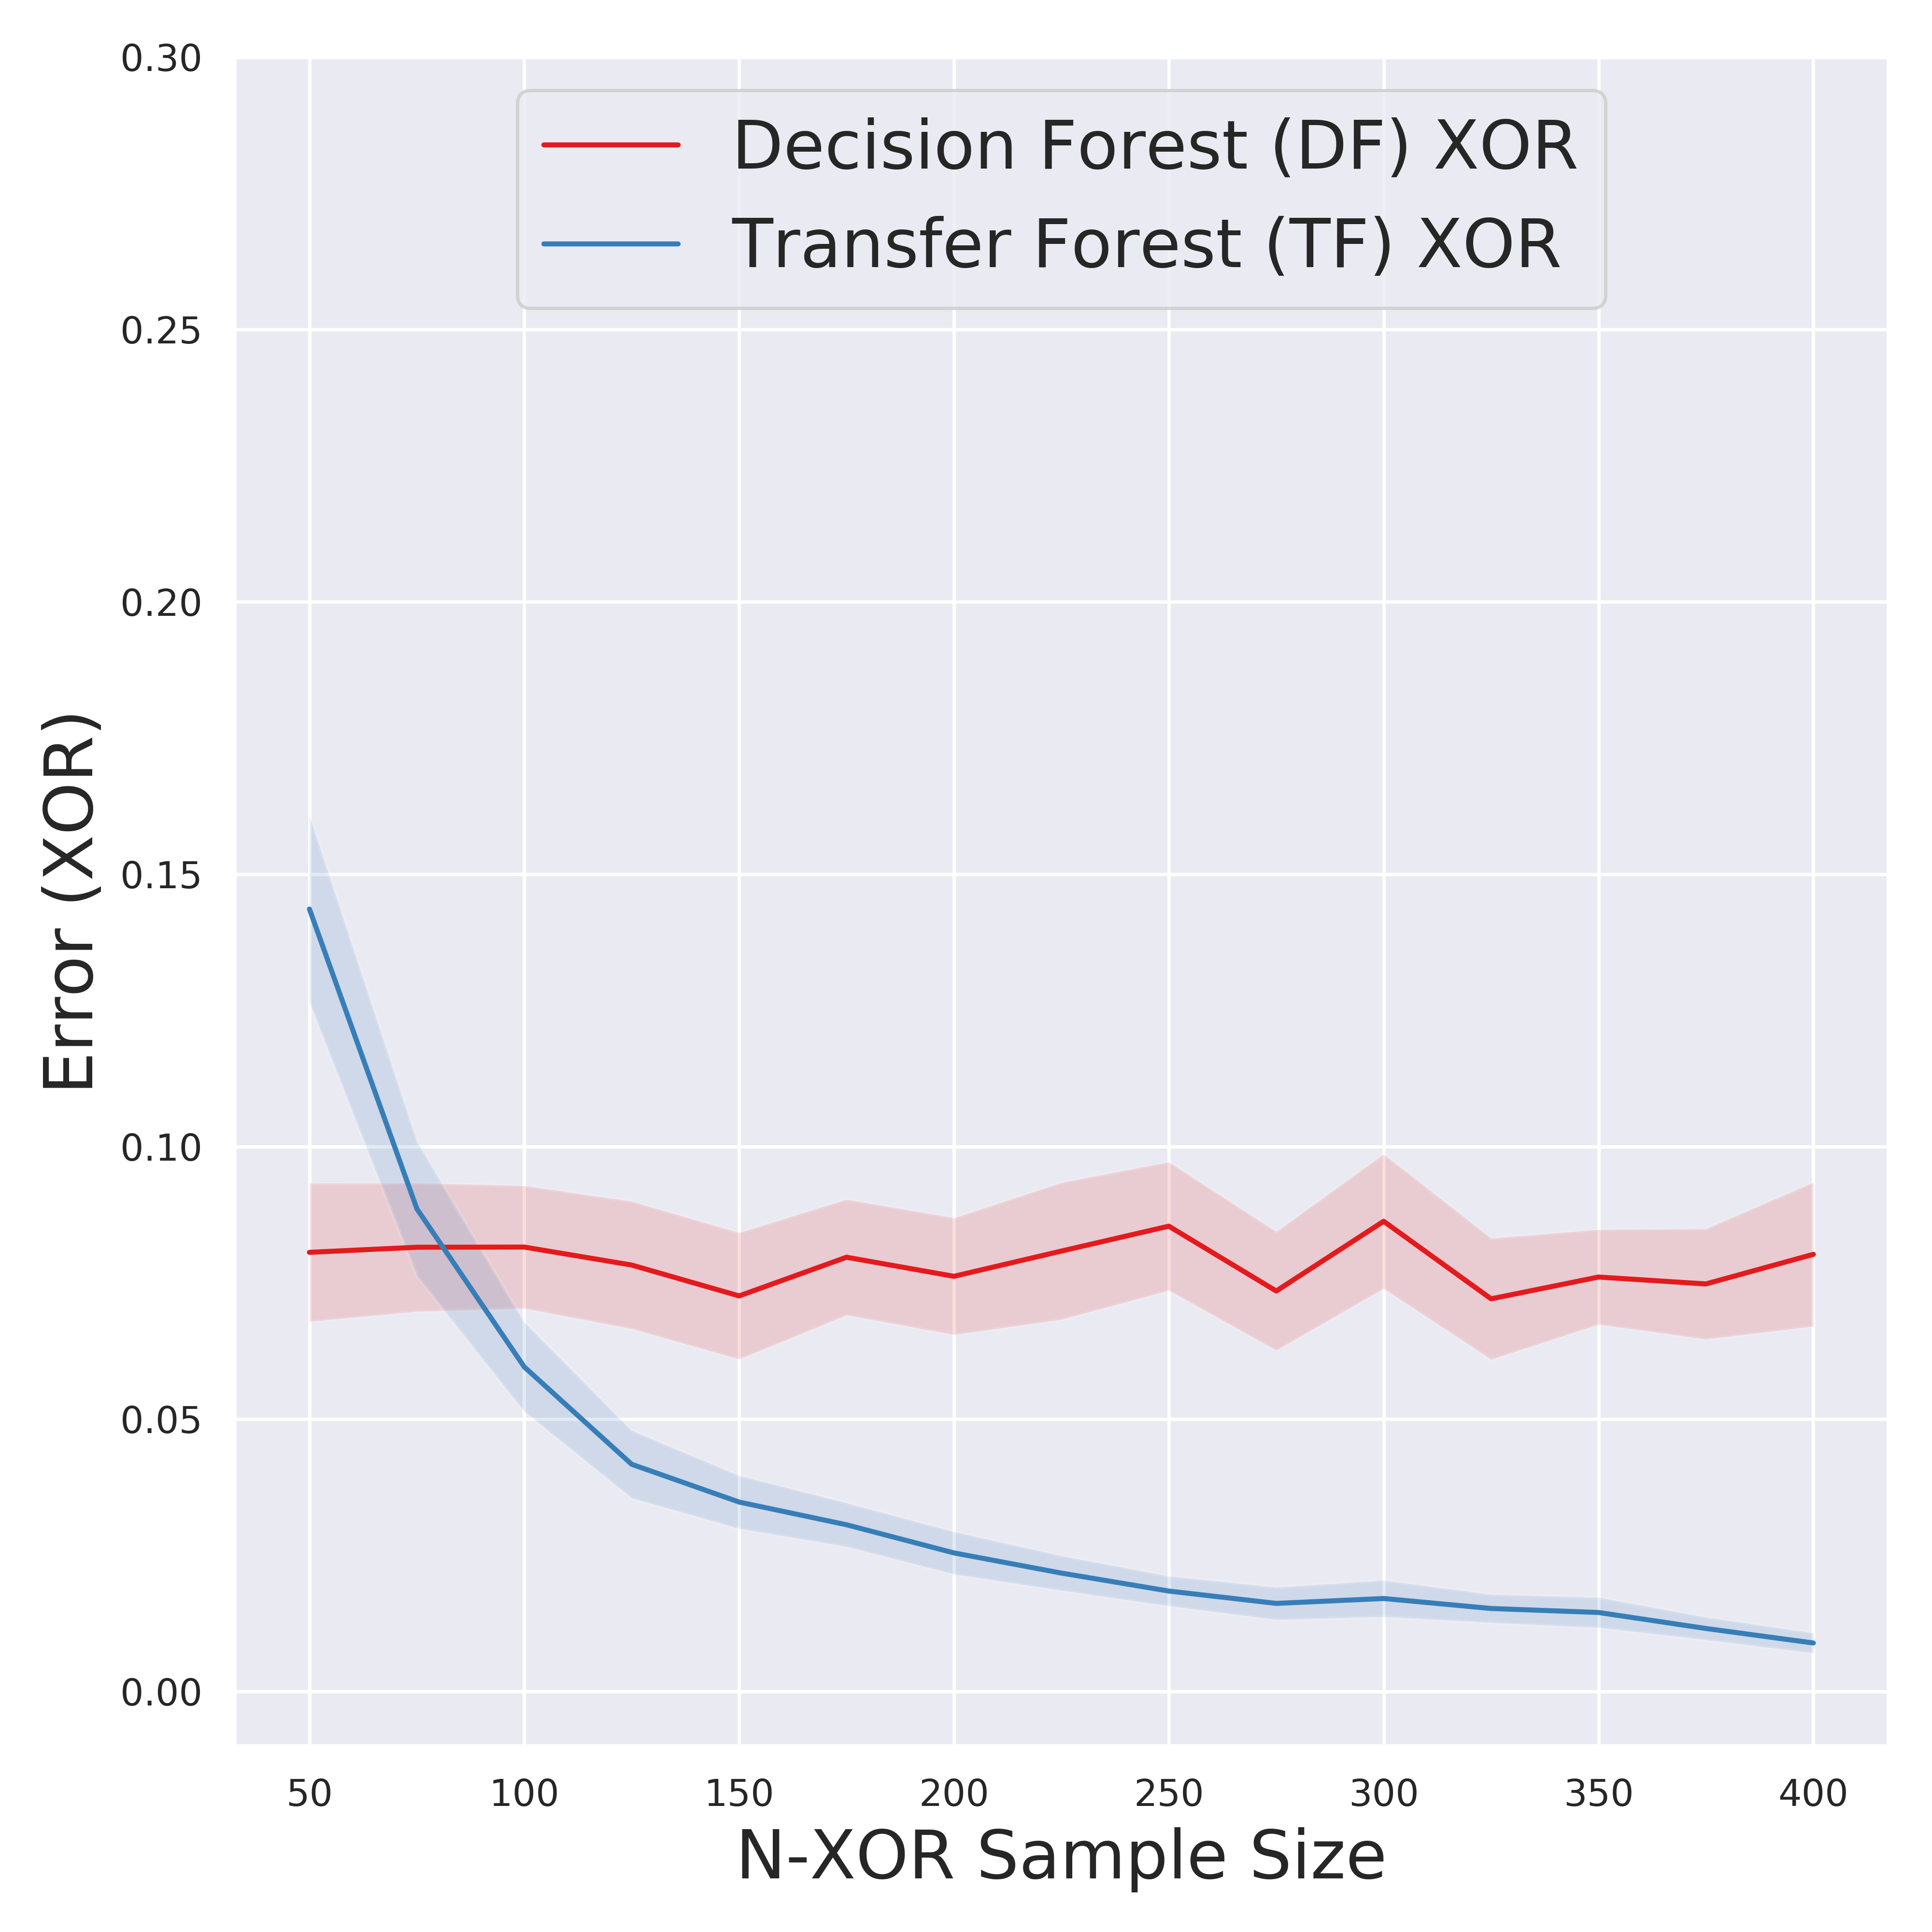 0.30
Decision Forest (DF) XOR
Transfer Forest (TF) XOR
0.25
0.20
0.15
0.10
0.05
0.00
Error (XOR)
50 100 150 200 250 300 350 400
N-XOR Sample Size